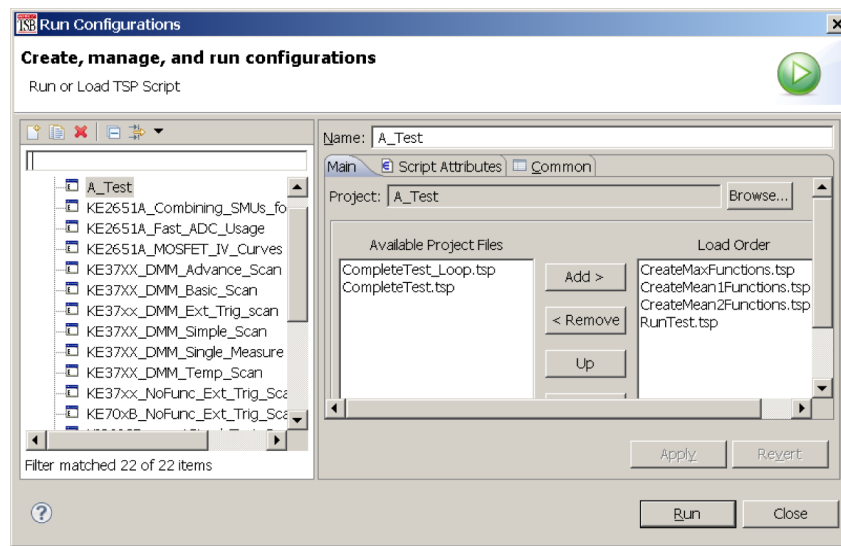 TSB Run Configurations
Create, manage, and run configurations
Run or Load TSP Script
A_Test
KE2651A_Combining_SMUs_fo
KE2651A_Fast_ADC_Usage
KE2651A_MOSFET_IV_Curves
KE37XX_DMM_Advance_Scan
KE37XX_DMM_Basic_Scan
KE37xx_DMM_Ext_Trig_scan
KE37XX_DMM_Simple_Scan
KE37XX_DMM_Single_Measure
KE37XX_DMM_Temp_Scan
KE37xx_NoFunc_Ext_Trig_Sca
KE70xB_NoFunc_Ext_Trig_Sca
Filter matched 22 of 22 items
Name: A_Test
Main Script Attributes Common
Project: A_Test Browse...
Available Project Files
CompleteTest_Loop.tsp
CompleteTest.tsp
Add >
< Remove
Up
Load Order
CreateMaxFunctions.tsp
CreateMean1Functions.tsp
CreateMean2Functions.tsp
RunTest.tsp
Apply Revert
? Run Close